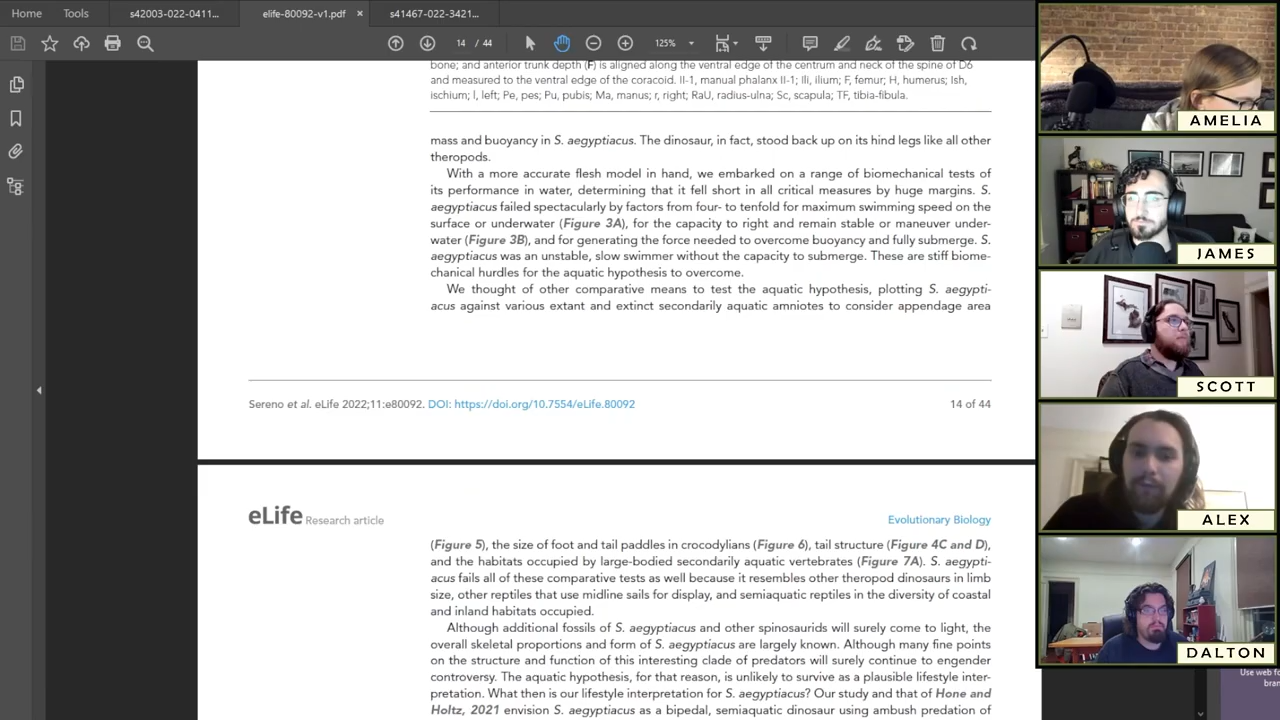 Home Tools s42003-022-0411... elife-80092-v1.pdf × s41467-022-3421...
14 / 44 125%
bone; and anterior trunk depth (F) is aligned along the ventral edge of the centrum and neck of the spine of D6
and measured to the ventral edge of the coracoid. II-1, manual phalanx II-1; Ili, ilium; F, femur; H, humerus; Ish,
ischium; l, left; Pe, pes; Pu, pubis; Ma, manus; r, right; RaU, radius-ulna; Sc, scapula; TF, tibia-fibula.
mass and buoyancy in S. aegyptiacus. The dinosaur, in fact, stood back up on its hind legs like all other
theropods.
With a more accurate flesh model in hand, we embarked on a range of biomechanical tests of
its performance in water, determining that it fell short in all critical measures by huge margins. S.
aegyptiacus failed spectacularly by factors from four- to tenfold for maximum swimming speed on the
surface or underwater (Figure 3A), for the capacity to right and remain stable or maneuver under-
water (Figure 3B), and for generating the force needed to overcome buoyancy and fully submerge. S.
aegyptiacus was an unstable, slow swimmer without the capacity to submerge. These are stiff biome-
chanical hurdles for the aquatic hypothesis to overcome.
We thought of other comparative means to test the aquatic hypothesis, plotting S. aegypti-
acus against various extant and extinct secondarily aquatic amniotes to consider appendage area
Sereno et al. eLife 2022;11:e80092. DOI: https://doi.org/10.7554/eLife.80092 14 of 44
eLife Research article Evolutionary Biology
(Figure 5), the size of foot and tail paddles in crocodylians (Figure 6), tail structure (Figure 4C and D),
and the habitats occupied by large-bodied secondarily aquatic vertebrates (Figure 7A). S. aegypti-
acus fails all of these comparative tests as well because it resembles other theropod dinosaurs in limb
size, other reptiles that use midline sails for display, and semiaquatic reptiles in the diversity of coastal
and inland habitats occupied.
Although additional fossils of S. aegyptiacus and other spinosaurids will surely come to light, the
overall skeletal proportions and form of S. aegyptiacus are largely known. Although many fine points
on the structure and function of this interesting clade of predators will surely continue to engender
controversy. The aquatic hypothesis, for that reason, is unlikely to survive as a plausible lifestyle inter-
pretation. What then is our lifestyle interpretation for S. aegyptiacus? Our study and that of Hone and
Holtz, 2021 envision S. aegyptiacus as a bipedal, semiaquatic dinosaur using ambush predation of
AMELIA
JAMES
SCOTT
ALEX
DALTON
Use web fo
bran